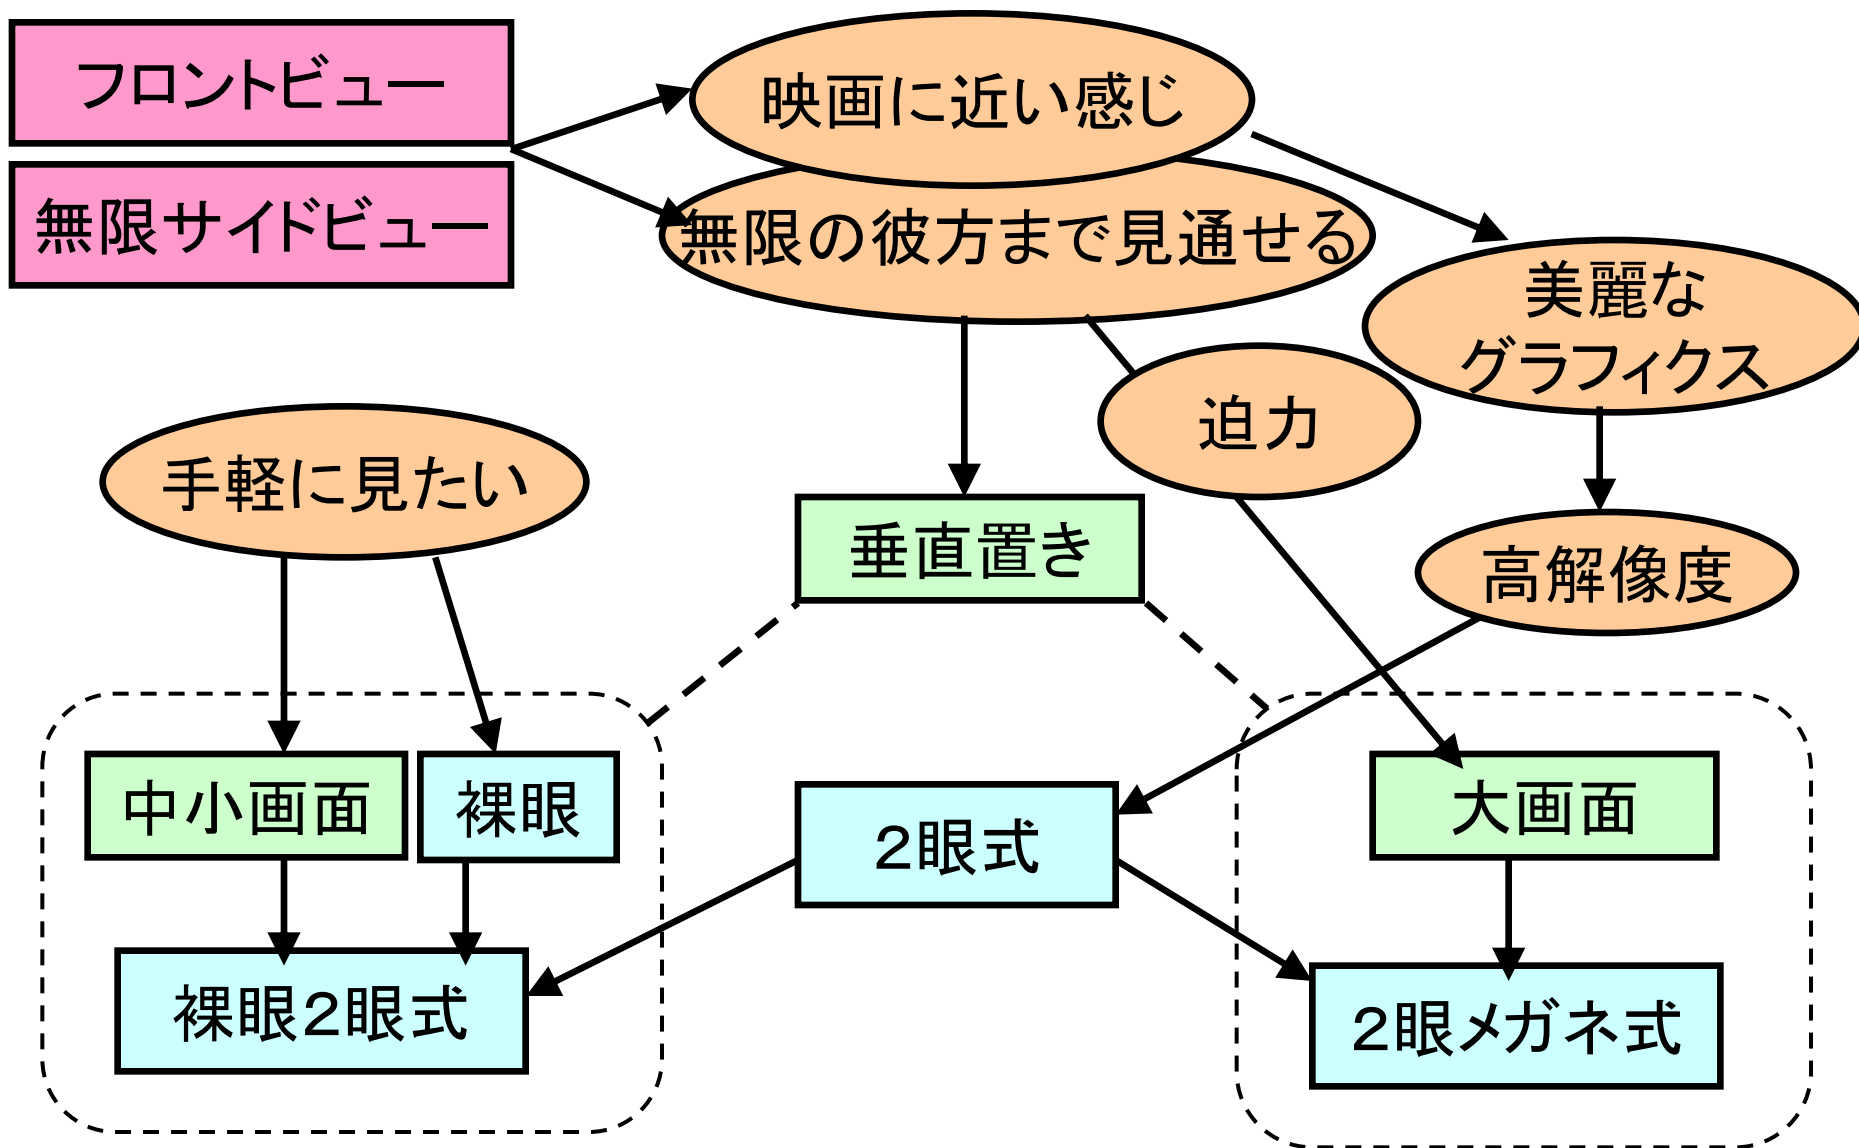 フロントビュー
無限サイドビュー
映画に近い感じ
無限の彼方まで見通せる
美麗な
グラフィクス
迫力
手軽に見たい
垂直置き
高解像度
中小画面
裸眼
２眼式
大画面
裸眼２眼式
２眼メガネ式